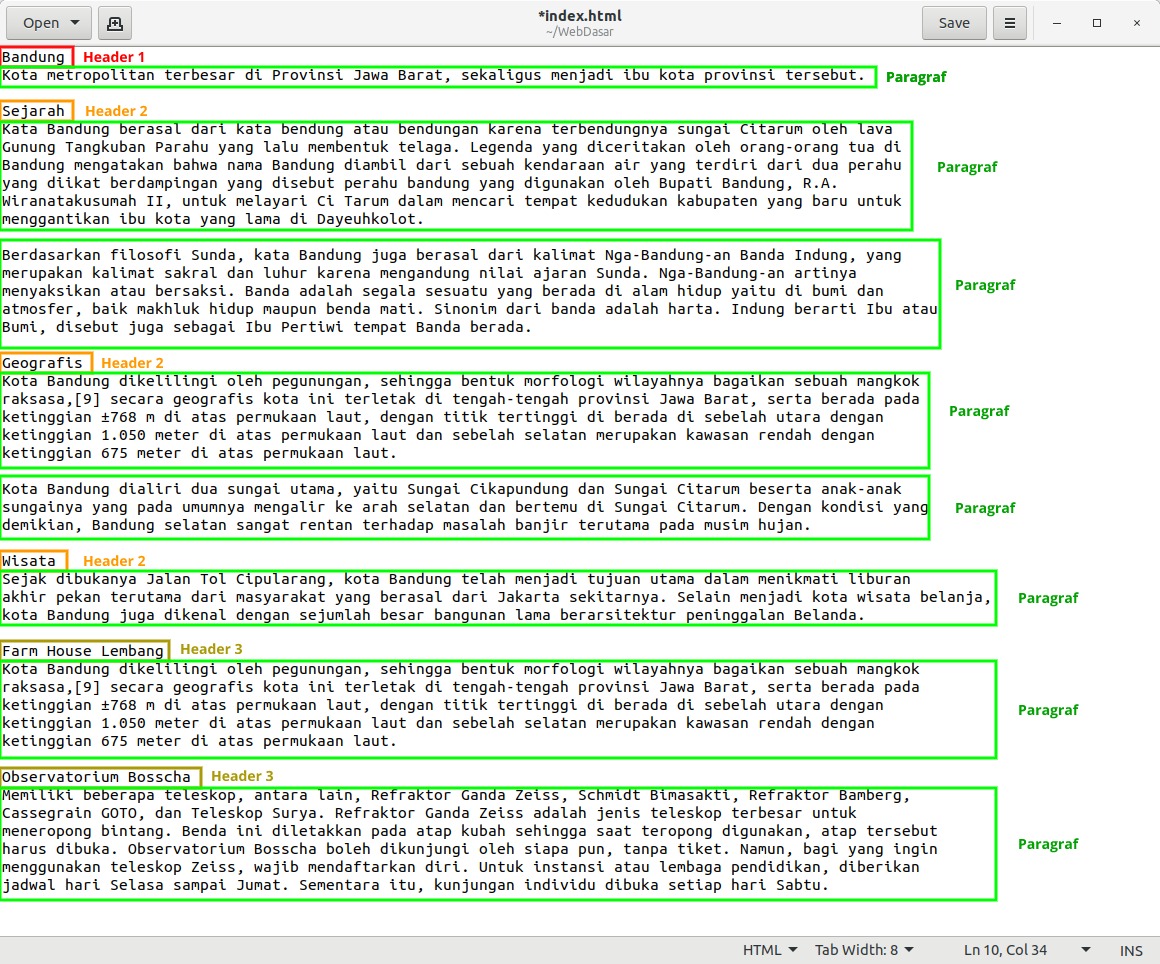 Open
*index.html
~/WebDasar
Save
Bandung Header 1
Kota metropolitan terbesar di Provinsi Jawa Barat, sekaligus menjadi ibu kota provinsi tersebut. Paragraf
Sejarah Header 2
Kata Bandung berasal dari kata bendung atau bendungan karena terbendungnya sungai Citarum oleh lava
Gunung Tangkuban Parahu yang lalu membentuk telaga. Legenda yang diceritakan oleh orang-orang tua di
Bandung mengatakan bahwa nama Bandung diambil dari sebuah kendaraan air yang terdiri dari dua perahu Paragraf
yang diikat berdampingan yang disebut perahu bandung yang digunakan oleh Bupati Bandung, R.A.
Wiranatakusumah II, untuk melayari Ci Tarum dalam mencari tempat kedudukan kabupaten yang baru untuk
menggantikan ibu kota yang lama di Dayeuhkolot.
Berdasarkan filosofi Sunda, kata Bandung juga berasal dari kalimat Nga-Bandung-an Banda Indung, yang
merupakan kalimat sakral dan luhur karena mengandung nilai ajaran Sunda. Nga-Bandung-an artinya
menyaksikan atau bersaksi. Banda adalah segala sesuatu yang berada di alam hidup yaitu di bumi dan Paragraf
atmosfer, baik makhluk hidup maupun benda mati. Sinonim dari banda adalah harta. Indung berarti Ibu atau
Bumi, disebut juga sebagai Ibu Pertiwi tempat Banda berada.
Geografis Header 2
Kota Bandung dikelilingi oleh pegunungan, sehingga bentuk morfologi wilayahnya bagaikan sebuah mangkok
raksasa,[9] secara geografis kota ini terletak di tengah-tengah provinsi Jawa Barat, serta berada pada
ketinggian ±768 m di atas permukaan laut, dengan titik tertinggi di berada di sebelah utara dengan Paragraf
ketinggian 1.050 meter di atas permukaan laut dan sebelah selatan merupakan kawasan rendah dengan
ketinggian 675 meter di atas permukaan laut.
Kota Bandung dialiri dua sungai utama, yaitu Sungai Cikapundung dan Sungai Citarum beserta anak-anak
sungainya yang pada umumnya mengalir ke arah selatan dan bertemu di Sungai Citarum. Dengan kondisi yang Paragraf
demikian, Bandung selatan sangat rentan terhadap masalah banjir terutama pada musim hujan.
Wisata Header 2
Sejak dibukanya Jalan Tol Cipularang, kota Bandung telah menjadi tujuan utama dalam menikmati liburan
akhir pekan terutama dari masyarakat yang berasal dari Jakarta sekitarnya. Selain menjadi kota wisata belanja, Paragraf
kota Bandung juga dikenal dengan sejumlah besar bangunan lama berarsitektur peninggalan Belanda.
Farm House Lembang Header 3
Kota Bandung dikelilingi oleh pegunungan, sehingga bentuk morfologi wilayahnya bagaikan sebuah mangkok
raksasa,[9] secara geografis kota ini terletak di tengah-tengah provinsi Jawa Barat, serta berada pada
ketinggian ±768 m di atas permukaan laut, dengan titik tertinggi di berada di sebelah utara dengan Paragraf
ketinggian 1.050 meter di atas permukaan laut dan sebelah selatan merupakan kawasan rendah dengan
ketinggian 675 meter di atas permukaan laut.
Observatorium Bosscha Header 3
Memiliki beberapa teleskop, antara lain, Refraktor Ganda Zeiss, Schmidt Bimasakti, Refraktor Bamberg,
Cassegrain GOTO, dan Teleskop Surya. Refraktor Ganda Zeiss adalah jenis teleskop terbesar untuk
meneropong bintang. Benda ini diletakkan pada atap kubah sehingga saat teropong digunakan, atap tersebut
harus dibuka. Observatorium Bosscha boleh dikunjungi oleh siapa pun, tanpa tiket. Namun, bagi yang ingin Paragraf
menggunakan teleskop Zeiss, wajib mendaftarkan diri. Untuk instansi atau lembaga pendidikan, diberikan
jadwal hari Selasa sampai Jumat. Sementara itu, kunjungan individu dibuka setiap hari Sabtu.
HTML Tab Width: 8 Ln 10, Col 34 INS